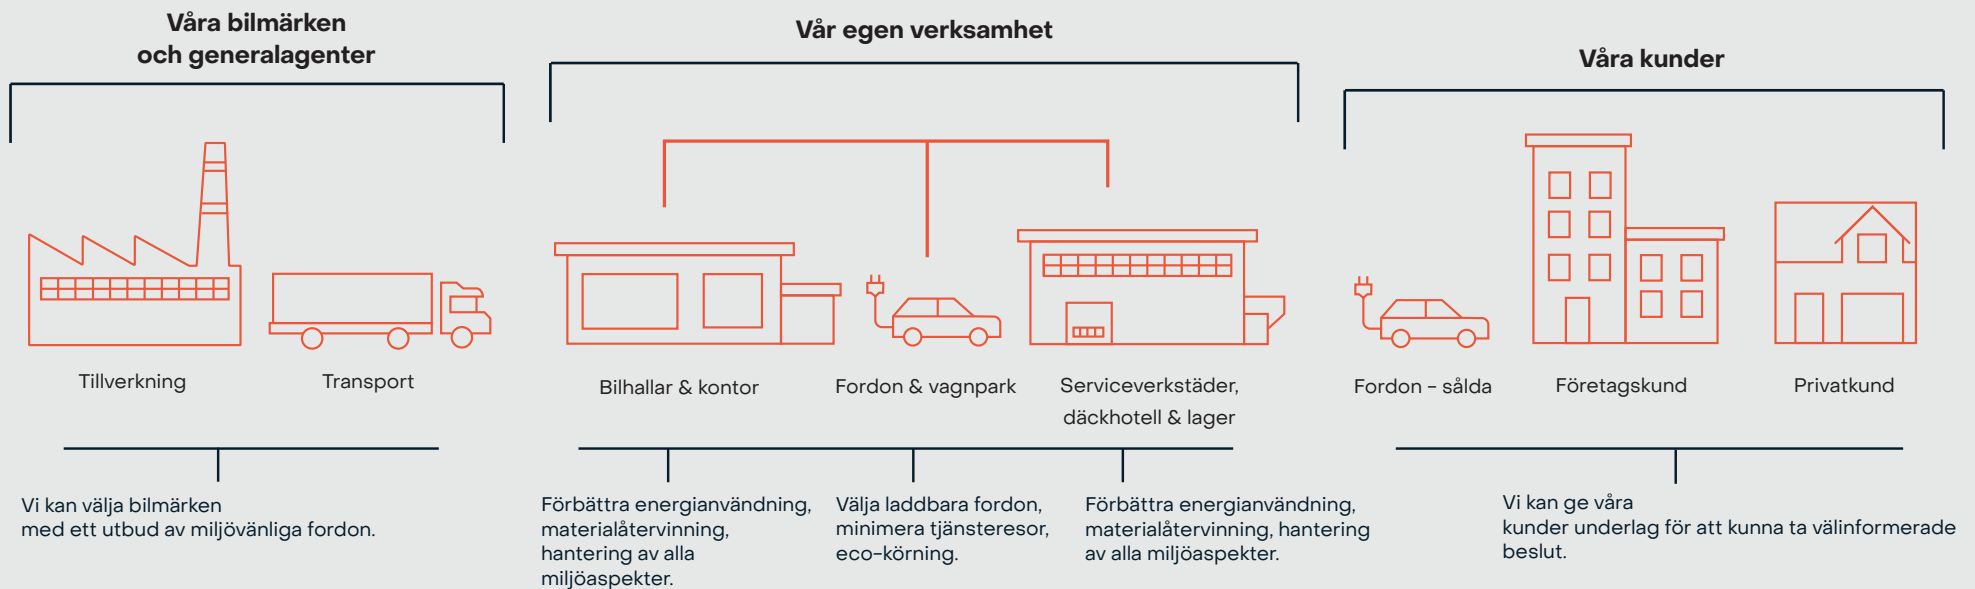 Våra bilmärken
och generalagenter
Vår egen verksamhet
Våra kunder
Tillverkning
Transport
Bilhallar & kontor
Fordon & vagnpark
Serviceverkstäder,
däckhotell & lager
Fordon – sålda
Företagskund
Privatkund
Vi kan välja bilmärken
med ett utbud av miljövänliga fordon.
Förbättra energianvändning,
materialåtervinning,
hantering av alla
miljöaspekter.
Välja laddbara fordon,
minimera tjänsteresor,
eco-körning.
Förbättra energianvändning,
materialåtervinning, hantering
av alla miljöaspekter.
Vi kan ge våra
kunder underlag för att kunna ta välinformerade
beslut.